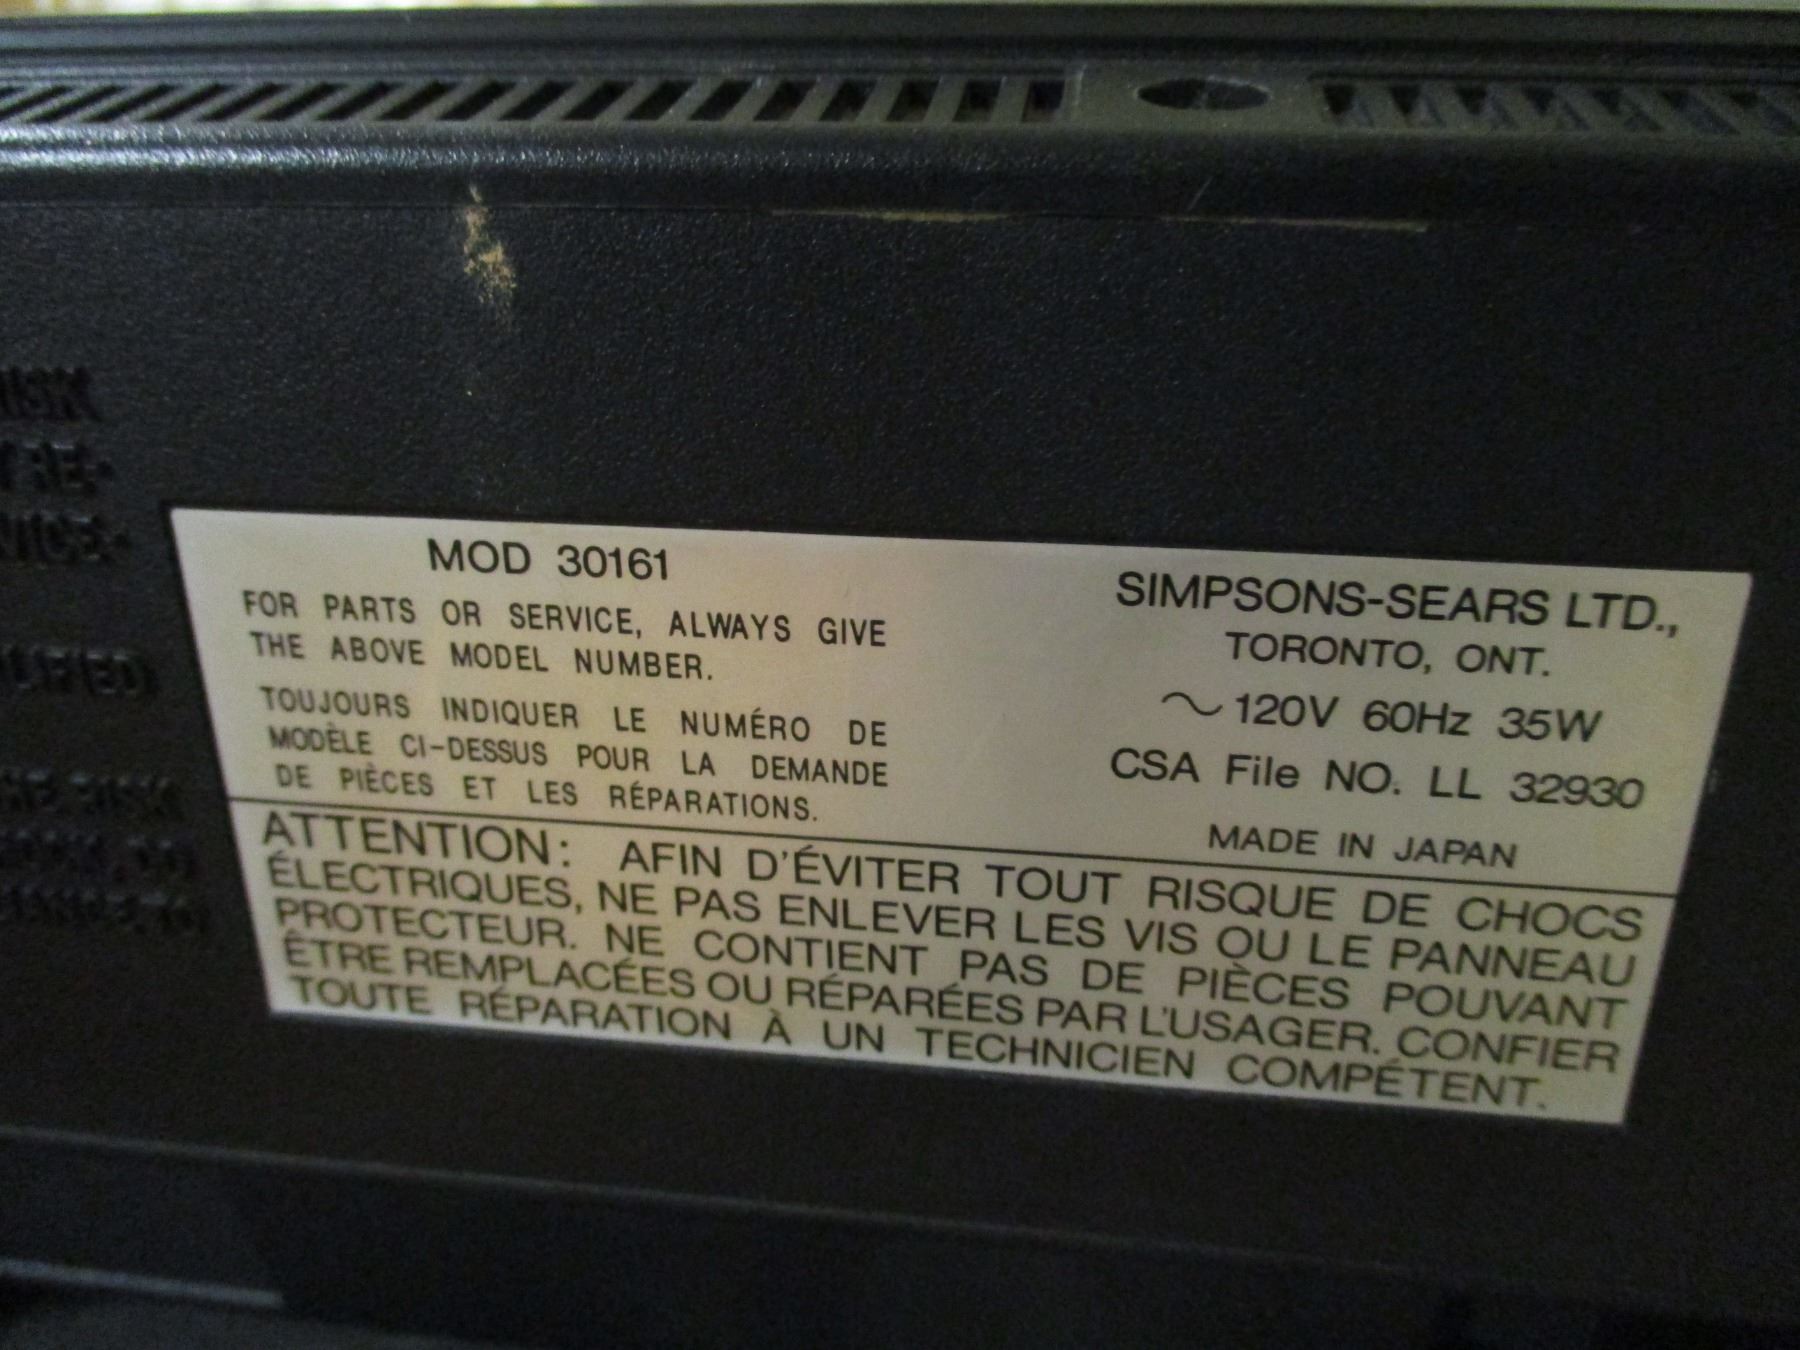 RE-
MOD 30161
FOR PARTS OR SERVICE, ALWAYS GIVE
THE ABOVE MODEL NUMBER.
TOUJOURS INDIQUER LE NUMÉRO DE
MODÈLE CI-DESSUS POUR LA DEMANDE
DE PIÈCES ET LES RÉPARATIONS.
SIMPSONS-SEARS LTD.,
TORONTO, ONT.
~120V 60Hz 35W
CSA File NO. LL 32930
MADE IN JAPAN
ATTENTION: AFIN D'ÉVITER TOUT RISQUE DE CHOCS
ÉLECTRIQUES, NE PAS ENLEVER LES VIS OU LE PANNEAU
PROTECTEUR. NE CONTIENT PAS DE PIÈCES POUVANT
ÊTRE REMPLACÉES OU RÉPARÉES PAR L'USAGER. CONFIER
TOUTE RÉPARATION À UN TECHNICIEN COMPÉTENT.